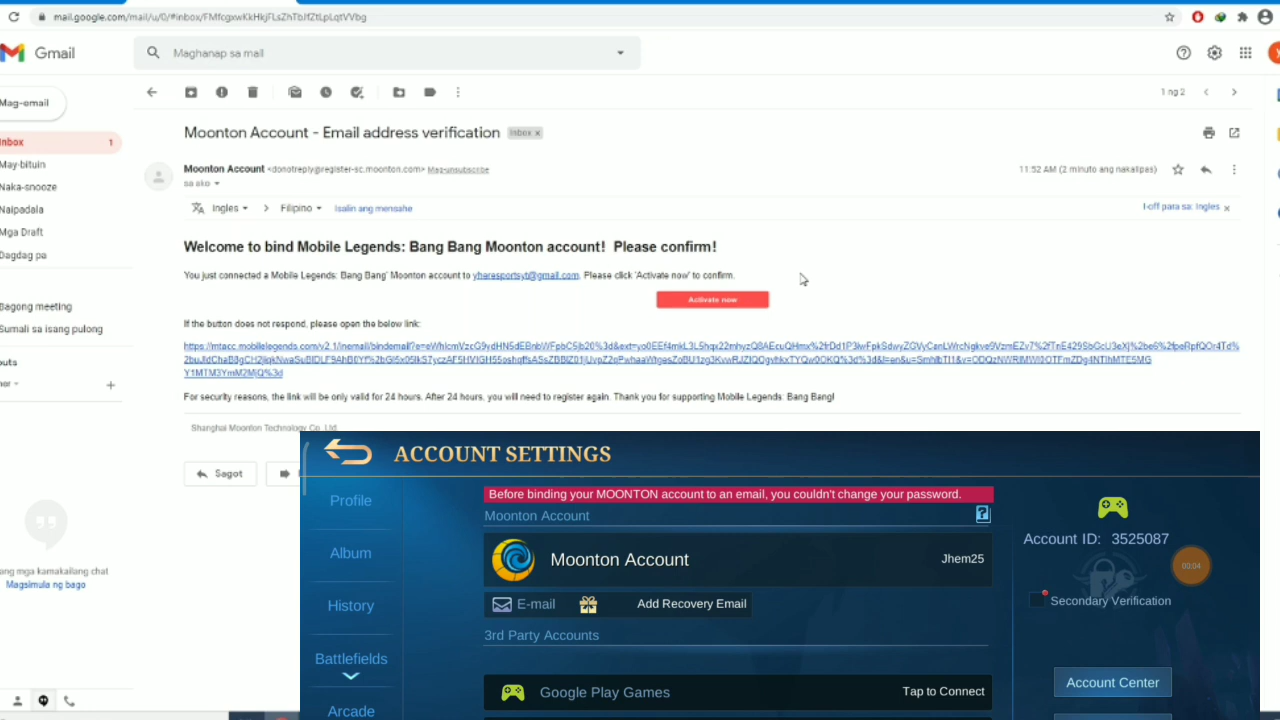 mail.google.com/mail/u/0/#inbox/
Gmail
Maghanap sa mail
Mag-email
1 ng 2
Inbox 1
May-bituin
Naka-snooze
Naipadala
Mga Draft
Dagdag pa
Bagong meeting
Sumali sa isang pulong
outs
ang mga kamakailang chat
Magsimula ng bago
Moonton Account - Email address verification Inbox x
Moonton Account <donotreply@register-sc.moonton.com> Mag-unsubscribe
11:52 AM (2 minuto ang nakalipas)
sa ako
Ingles > Filipino Isalin ang mensahe
I-off para sa: Ingles x
Welcome to bind Mobile Legends: Bang Bang Moonton account! Please confirm!
You just connected a Mobile Legends: Bang Bang' Moonton account to yheresportsyt@gmail.com. Please click 'Activate now' to confirm.
Activate now
If the button does not respond, please open the below link:
For security reasons, the link will be only valid for 24 hours. After 24 hours, you will need to register again. Thank you for supporting Mobile Legends: Bang Bang!
Shanghai Moonton Technology Co.,Ltd.
Sagot
ACCOUNT SETTINGS
Profile
Album
History
Battlefields
Arcade
Before binding your MOONTON account to an email, you couldn't change your password.
Moonton Account
Moonton Account Jhem25
E-mail Add Recovery Email
3rd Party Accounts
Google Play Games Tap to Connect
Account ID: 3525087
00:04
Secondary Verification
Account Center